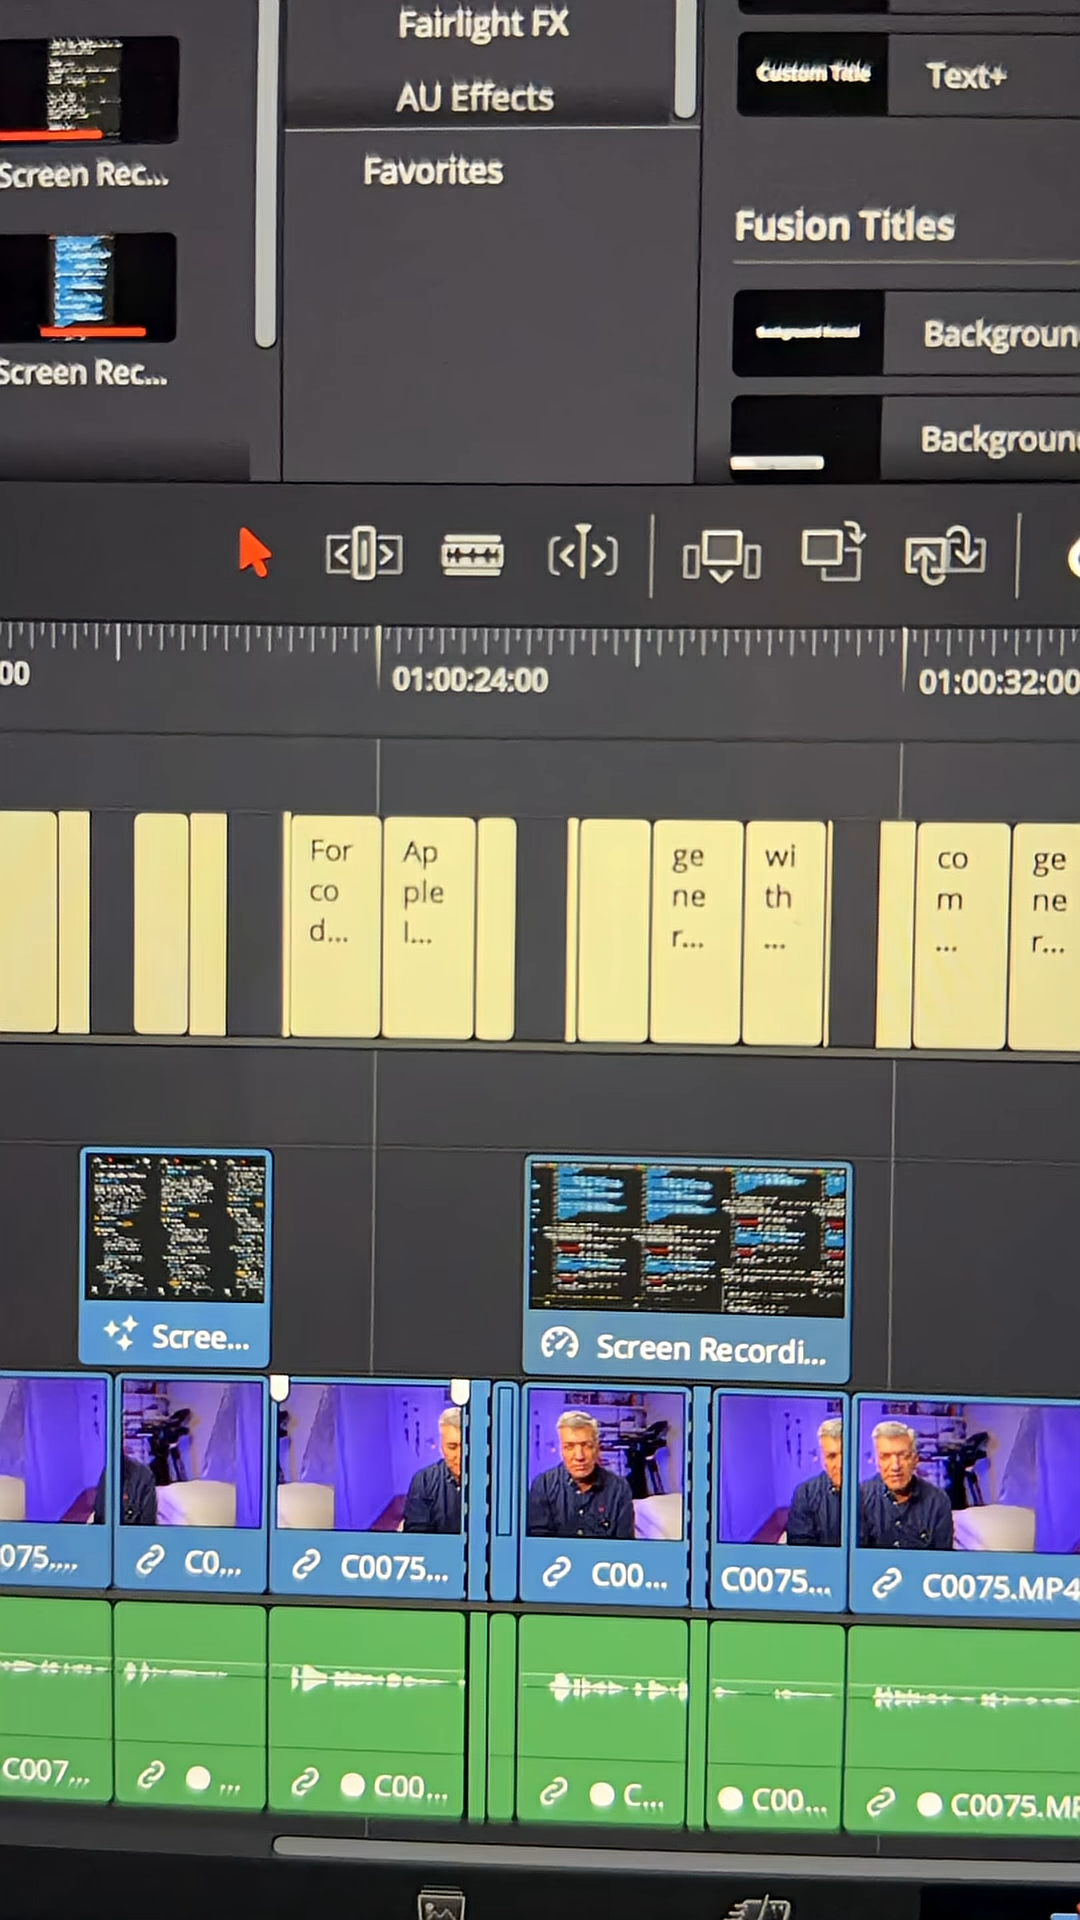 Fairlight FX
AU Effects
Favorites
Screen Rec...
Screen Rec...
Custom Title
Text+
Fusion Titles
Backgroun
Background
00
01:00:24:00
01:00:32:00
For
co
d...
Ap
ple
l...
ge
ne
r...
wi
th
...
co
m
...
ge
ne
r...
Scree...
Screen Recordi...
075....
C0...
C0075...
C00...
C0075...
C0075.MP4
C007...
...
C00...
C...
C00...
C0075.MP